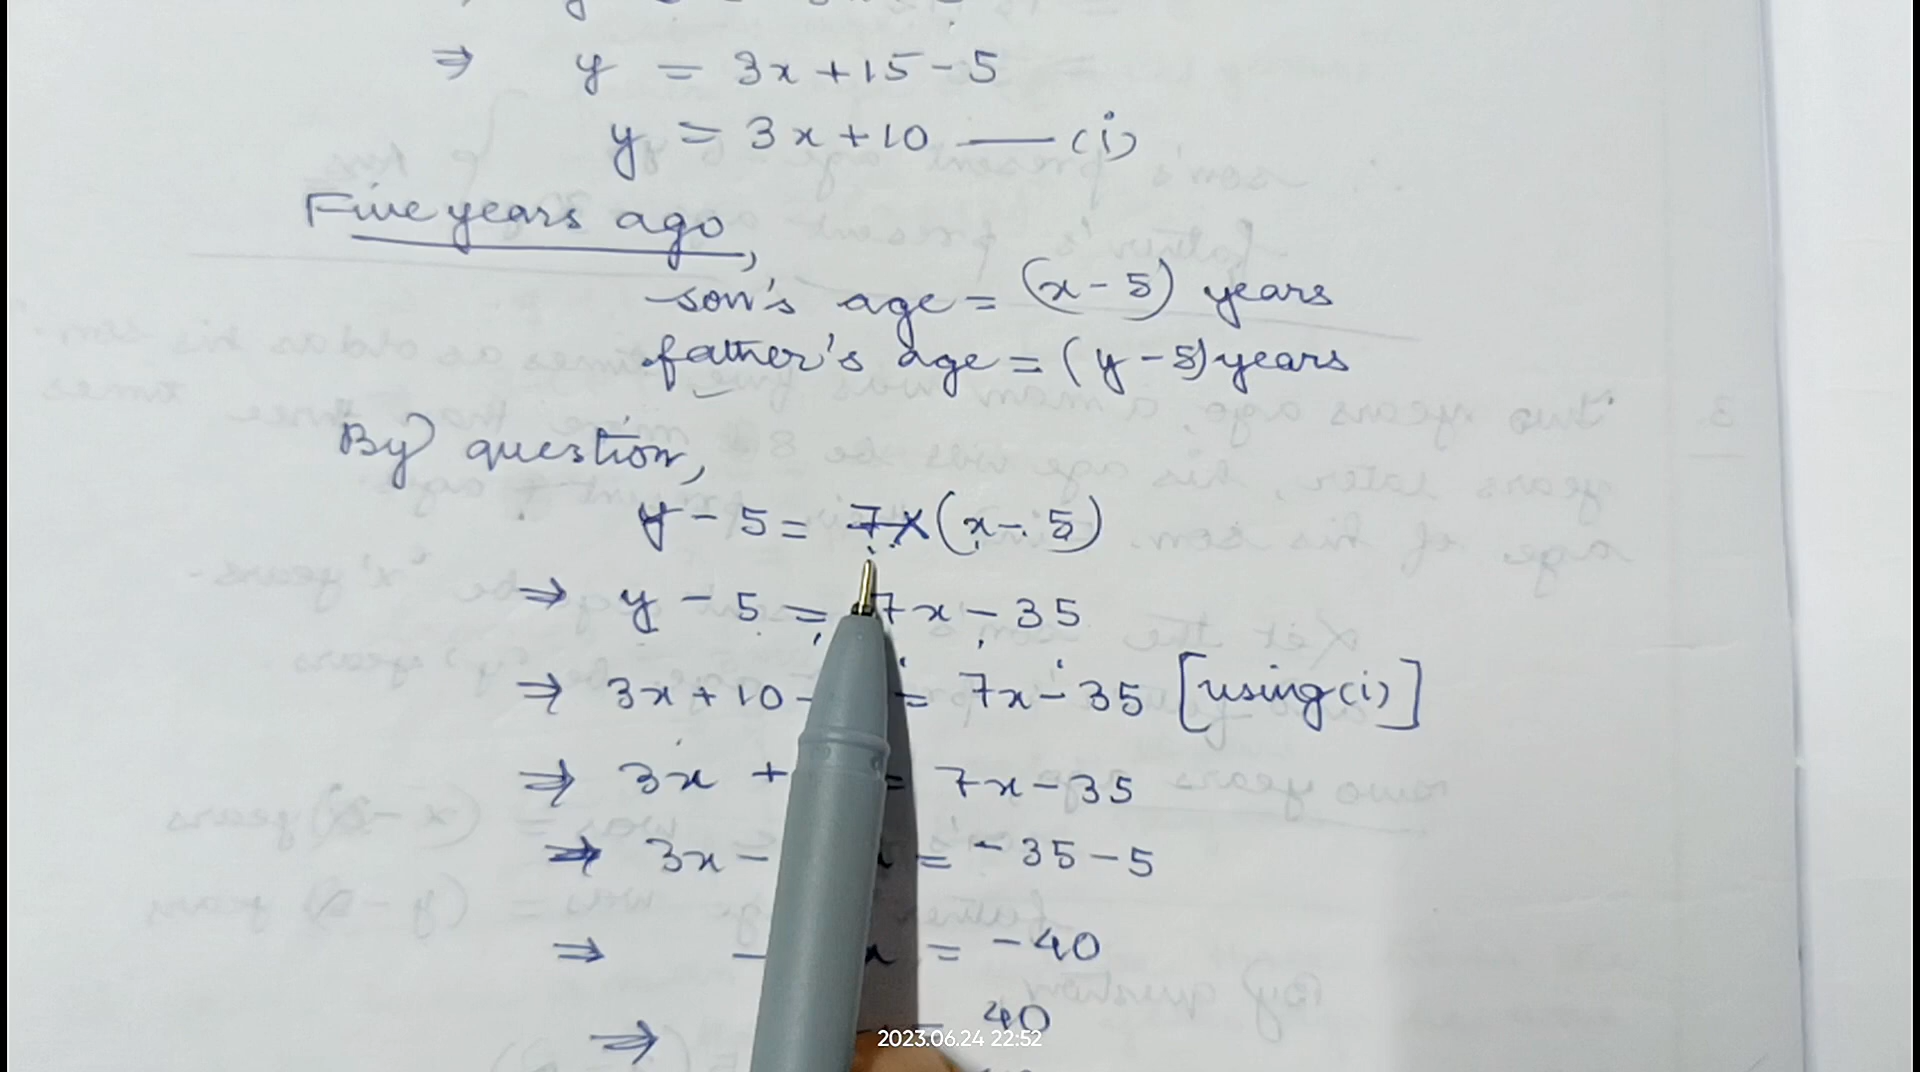 ⇒ y = 3x + 15 - 5
y = 3x + 10 — (i)
Five years ago,
son's age = (x - 5) years
father's age = (y - 5) years
By question,
y - 5 = 7 × (x - 5)
⇒ y - 5 = 7x - 35
⇒ 3x + 10 - = 7x - 35 [using (i)]
⇒ 3x + = 7x - 35
⇒ 3x - x = - 35 - 5
⇒ - x = - 40
⇒ = 40
2023.06.24 22:52